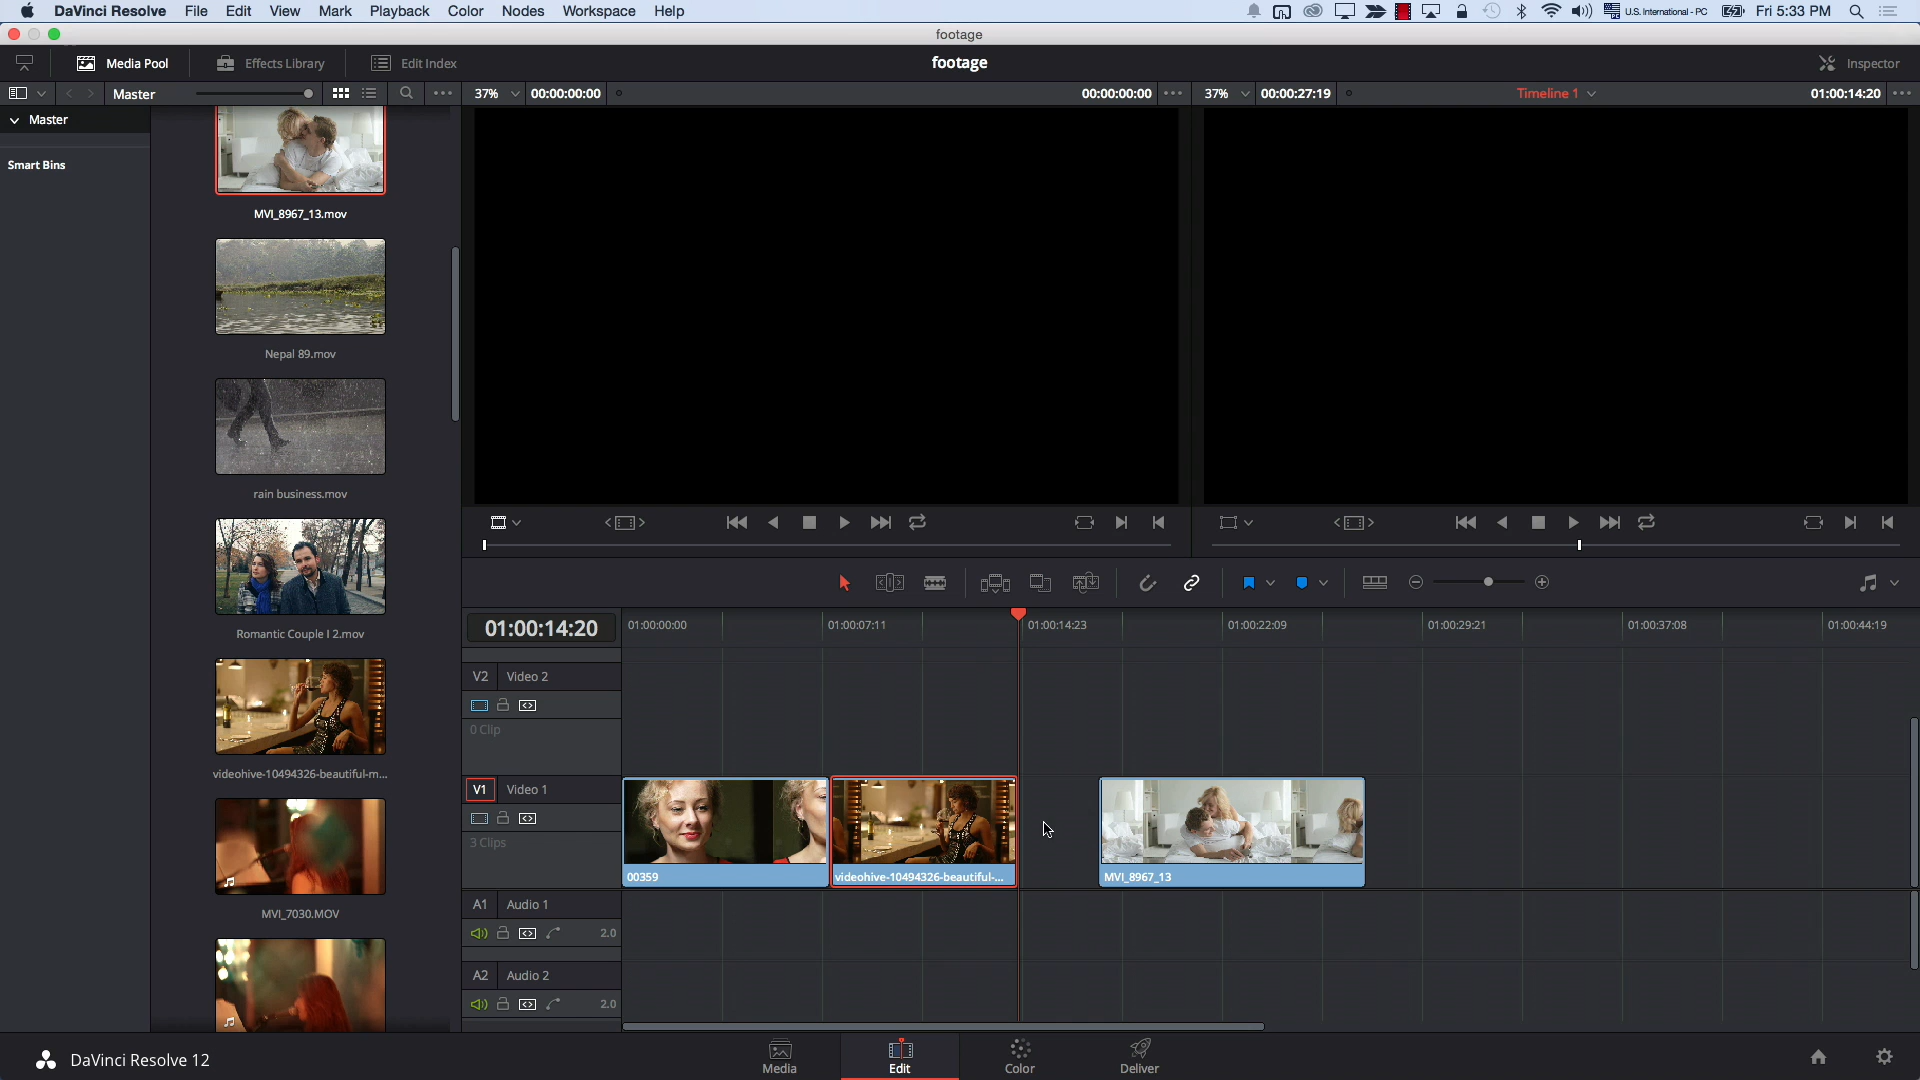 DaVinci Resolve File Edit View Mark Playback Color Nodes Workspace Help U.S. International - PC Fri 5:33 PM
footage
Media Pool Effects Library Edit Index footage Inspector
Master 37% 00:00:00:00 00:00:00:00 37% 00:00:27:19 Timeline 1 01:00:14:20
Master
Smart Bins
MVI_8967_13.mov
Nepal 89.mov
rain business.mov
Romantic Couple I 2.mov
videohive-10494326-beautiful-m...
MVI_7030.MOV
01:00:14:20 01:00:00:00 01:00:07:11 01:00:14:23 01:00:22:09 01:00:29:21 01:00:37:08 01:00:44:19
V2 Video 2
0 Clip
V1 Video 1
3 Clips
00359 videohive-10494326-beautiful-... MVI_8967_13
A1 Audio 1
2.0
A2 Audio 2
2.0
DaVinci Resolve 12 Media Edit Color Deliver